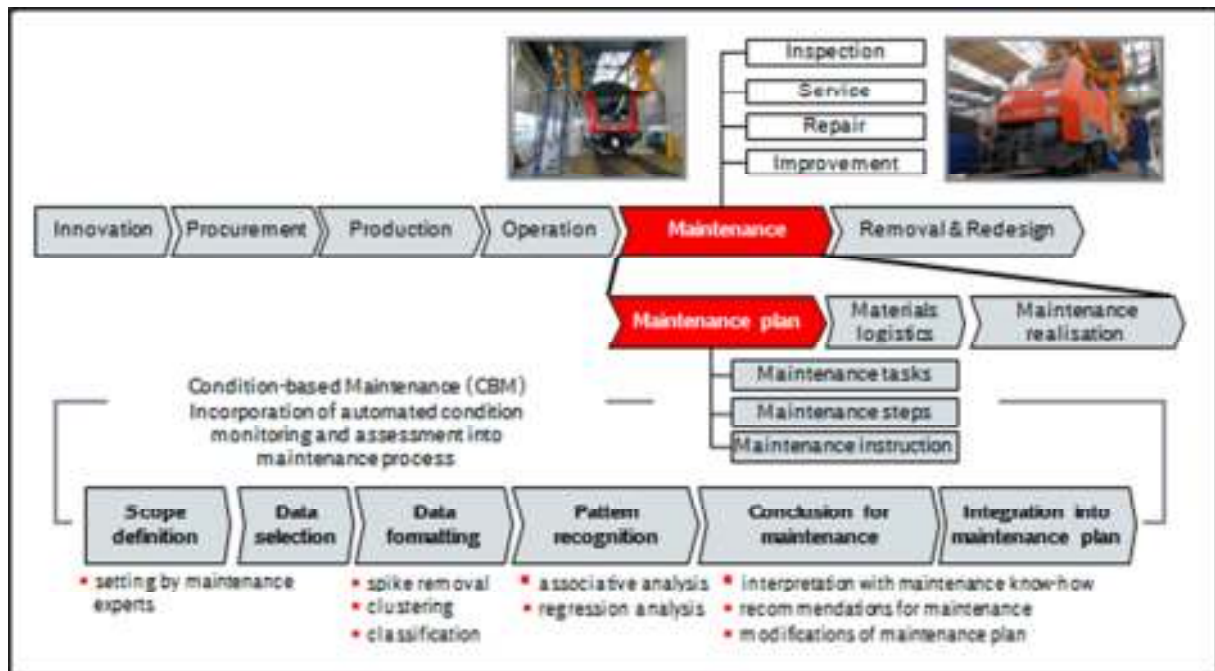 Inspection
Service
Repair
Improvement
Innovation
Procurement
Production
Operation
Maintenance
Removal & Redesign
Maintenance plan
Materials
logistics
Maintenance
realisation
Maintenance tasks
Maintenance steps
Maintenance instruction
Condition-based Maintenance (CBM)
Incorporation of automated condition
monitoring and assessment into
maintenance process
Scope
definition
Data
selection
Data
formatting
Pattern
recognition
Conclusion for
maintenance
Integration into
maintenance plan
▪ setting by maintenance
experts
▪ spike removal
▪ clustering
▪ classification
▪ associative analysis
▪ regression analysis
▪ interpretation with maintenance know-how
▪ recommendations for maintenance
▪ modifications of maintenance plan